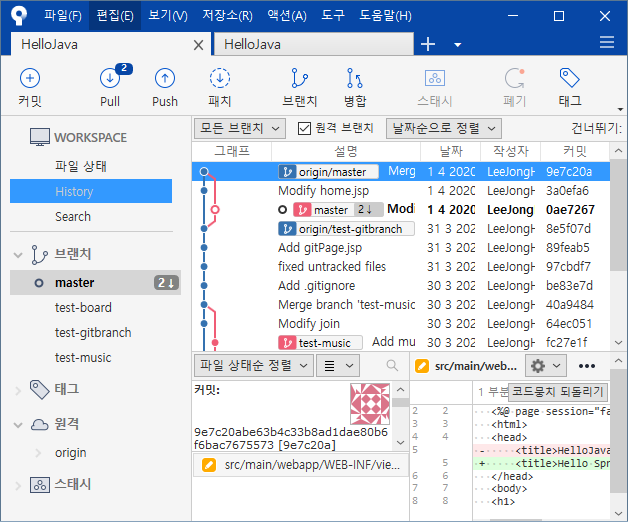 파일(F) 편집(E) 보기(V) 저장소(R) 액션(A) 도구 도움말(H)
HelloJava HelloJava
2
커밋 Pull Push 패치 브랜치 병합 스태시 폐기 태그
WORKSPACE
파일 상태
History
Search
브랜치
master 2↓
test-board
test-gitbranch
test-music
태그
원격
origin
스태시
모든 브랜치 원격 브랜치 날짜순으로 정렬 건너뛰기:
그래프 설명 날짜 작성자 커밋
origin/master Merg 1 4 2020 LeeJongH 9e7c20a
Modify home.jsp 1 4 2020 LeeJongH 3a0efa6
master 2↓ Modi 1 4 2020 LeeJong 0ae7267
origin/test-gitbranch 31 3 202 LeeJongH 8e5f07d
Add gitPage.jsp 31 3 202 LeeJongH 89feab5
fixed untracked files 31 3 202 LeeJongH 97cbdf7
Add .gitignore 30 3 202 LeeJongH be83e7d
Merge branch 'test-music 30 3 202 LeeJongH 40a9484
Modify join 30 3 202 LeeJongH 64ec051
test-music Add mu 30 3 202 LeeJongH fc27e1f
파일 상태순 정렬
커밋:
9e7c20abe63b4c33b8ad1dae80b6
f6bac7675573 [9e7c20a]
src/main/webapp/WEB-INF/vie...
src/main/web...
1 부분 코드뭉치 되돌리기
2 2 <%@ page session="fa
3 3 <html>
4 4 <head>
5 - <title>HelloJava
5 + <title>Hello Spr
6 6 </head>
7 7 <body>
8 8 <h1>